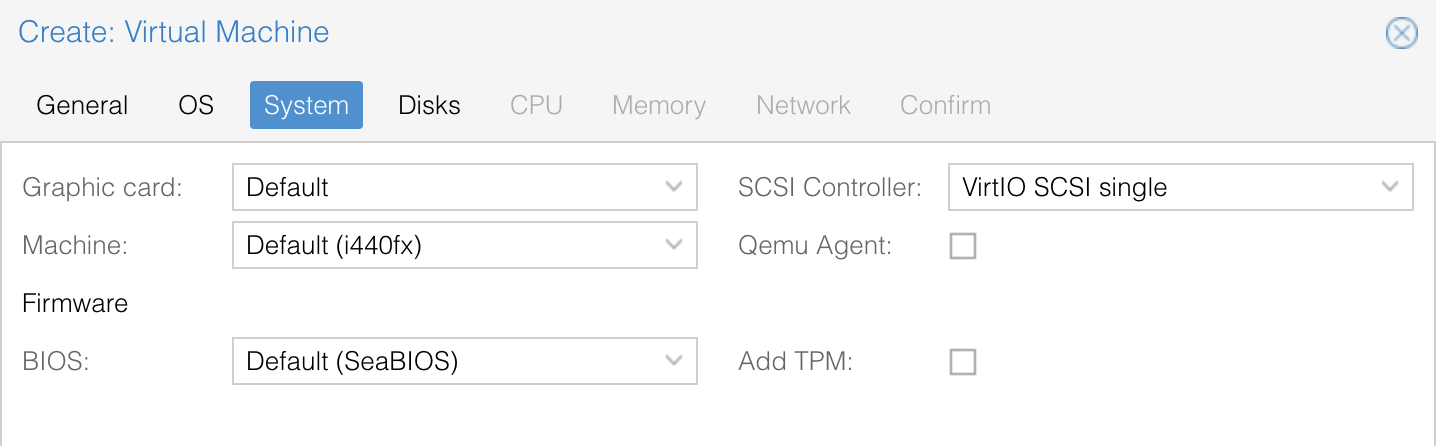 Create: Virtual Machine
General OS System Disks CPU Memory Network Confirm
Graphic card: Default SCSI Controller: VirtIO SCSI single
Machine: Default (i440fx) Qemu Agent:
Firmware
BIOS: Default (SeaBIOS) Add TPM: